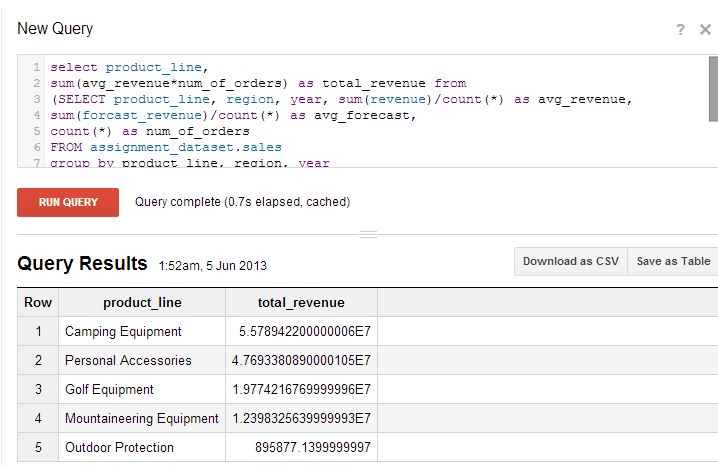 New Query ? ×
1 select product_line,
2 sum(avg_revenue*num_of_orders) as total_revenue from
3 (SELECT product_line, region, year, sum(revenue)/count(*) as avg_revenue,
4 sum(forcast_revenue)/count(*) as avg_forecast,
5 count(*) as num_of_orders
6 FROM assignment_dataset.sales
7 group by product_line, region, year
RUN QUERY Query complete (0.7s elapsed, cached)
Query Results 1:52am, 5 Jun 2013 Download as CSV Save as Table
Row product_line total_revenue
1 Camping Equipment 5.578942200000006E7
2 Personal Accessories 4.7693380890000105E7
3 Golf Equipment 1.9774216769999996E7
4 Mountaineering Equipment 1.2398325639999993E7
5 Outdoor Protection 895877.1399999997